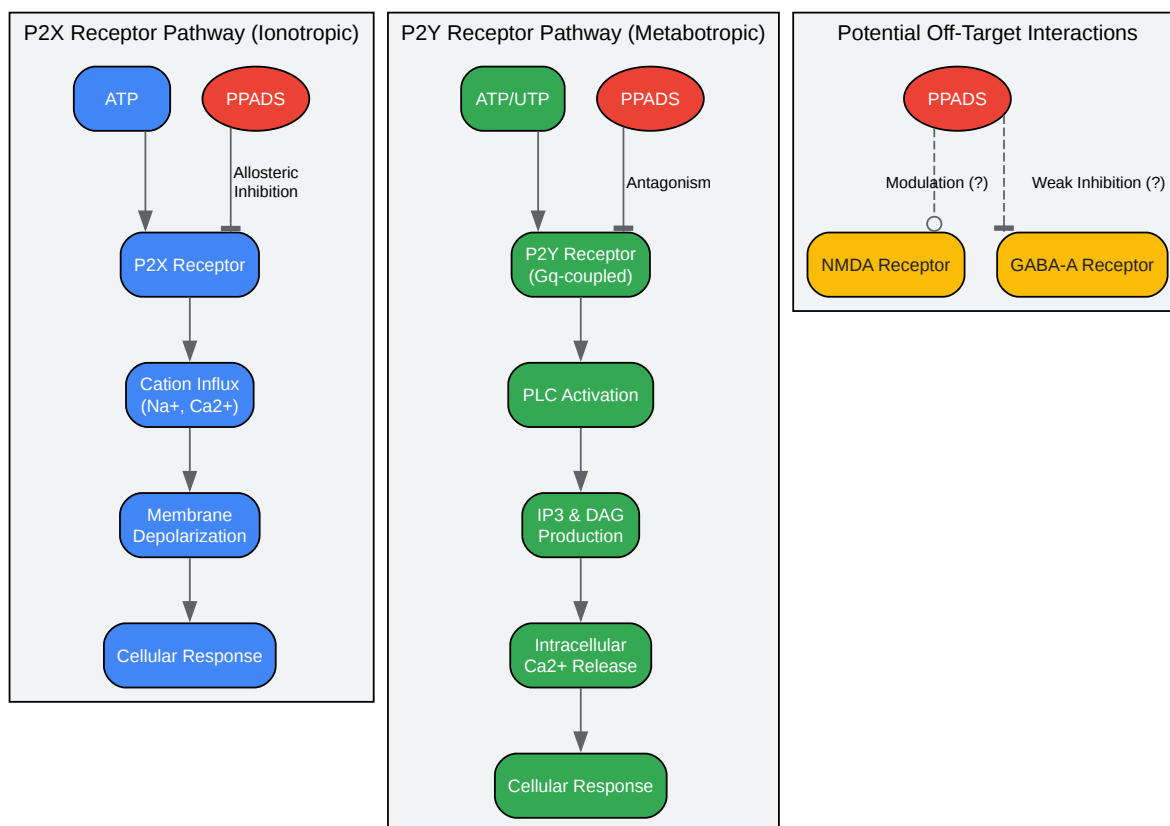 P2X Receptor Pathway (Ionotropic)
ATP
PPADS
Allosteric
Inhibition
P2X Receptor
Cation Influx
(Na+, Ca2+)
Membrane
Depolarization
Cellular Response
P2Y Receptor Pathway (Metabotropic)
ATP/UTP
PPADS
Antagonism
P2Y Receptor
(Gq-coupled)
PLC Activation
IP3 & DAG
Production
Intracellular
Ca2+ Release
Cellular Response
Potential Off-Target Interactions
PPADS
Modulation (?)
Weak Inhibition (?)
NMDA Receptor
GABA-A Receptor